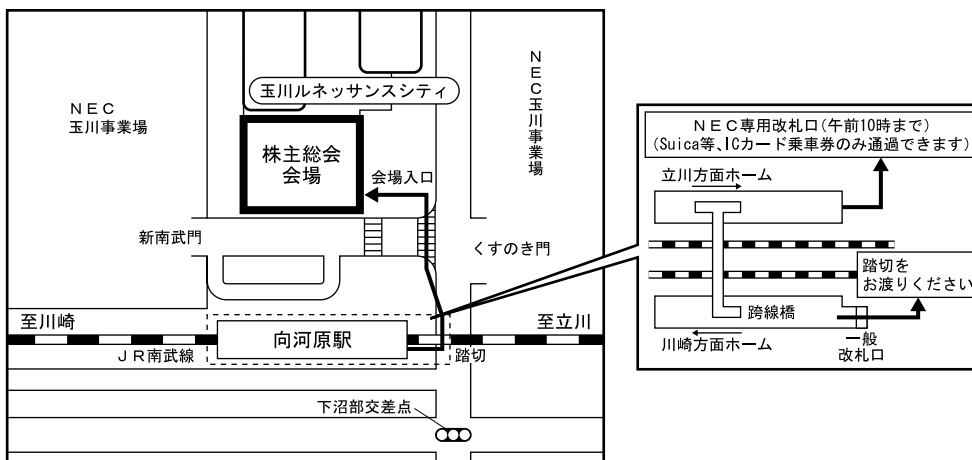 玉川ルネッサンスシティ
NEC
玉川事業場
NEC玉川事業場
株主総会
会場
会場入口
新南武門
くすのき門
至川崎
至立川
向河原駅
JR南武線
踏切
下沼部交差点
NEC専用改札口(午前10時まで)
(Suica等、ICカード乗車券のみ通過できます)
立川方面ホーム
踏切を
お渡りください
跨線橋
川崎方面ホーム
一般
改札口